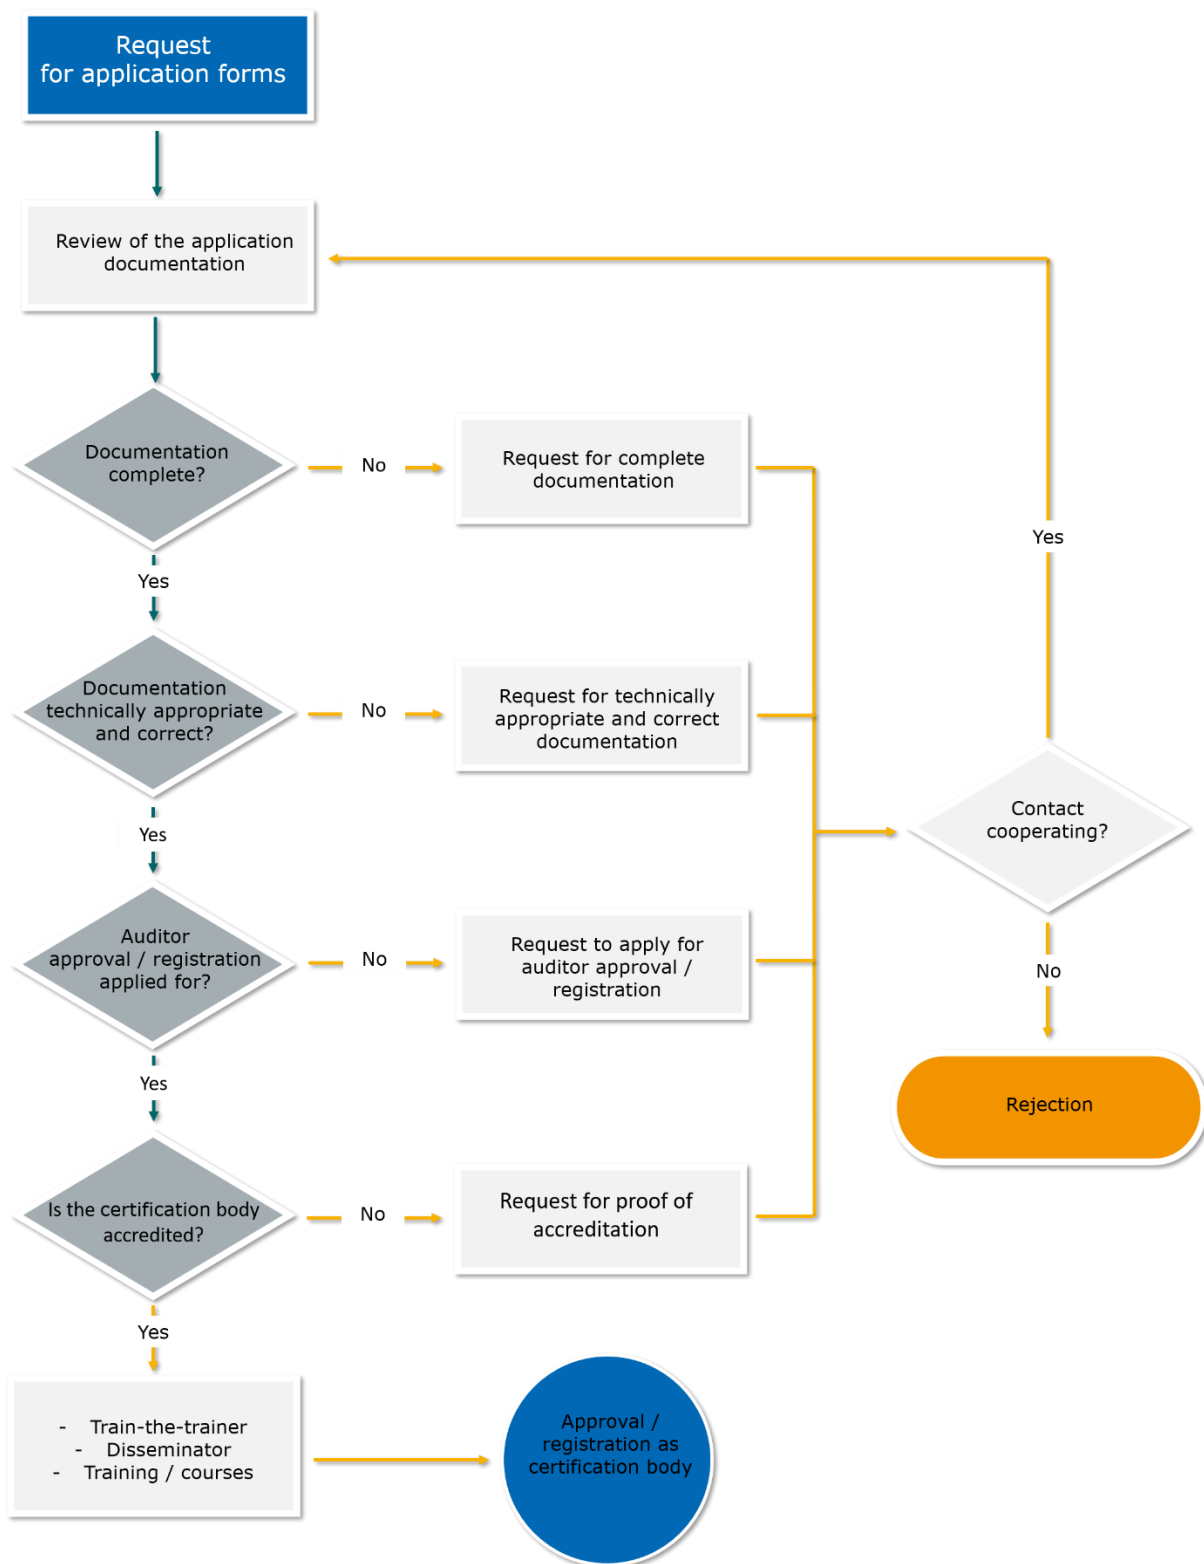 Request
for application forms
Review of the application
documentation
Documentation
complete?
No
Request for complete
documentation
Yes
Yes
Documentation
technically appropriate
and correct?
No
Request for technically
appropriate and correct
documentation
Contact
cooperating?
Yes
Auditor
approval / registration
applied for?
No
Request to apply for
auditor approval /
registration
No
Yes
Rejection
Is the certification body
accredited?
No
Request for proof of
accreditation
Yes
- Train-the-trainer
- Disseminator
- Training / courses
Approval /
registration as
certification body